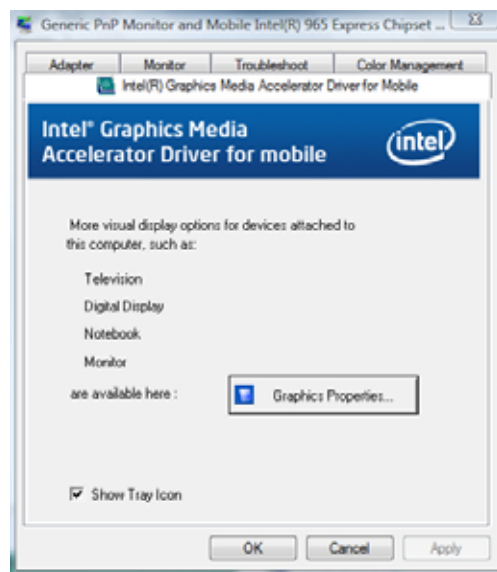 Generic PnP Monitor and Mobile Intel(R) 965 Express Chipset ...
Adapter Monitor Troubleshoot Color Management
Intel(R) Graphics Media Accelerator Driver for Mobile
Intel® Graphics Media
Accelerator Driver for mobile
intel
More visual display options for devices attached to
this computer, such as:
Television
Digital Display
Notebook
Monitor
are available here :
Graphics Properties...
Show Tray Icon
OK Cancel Apply